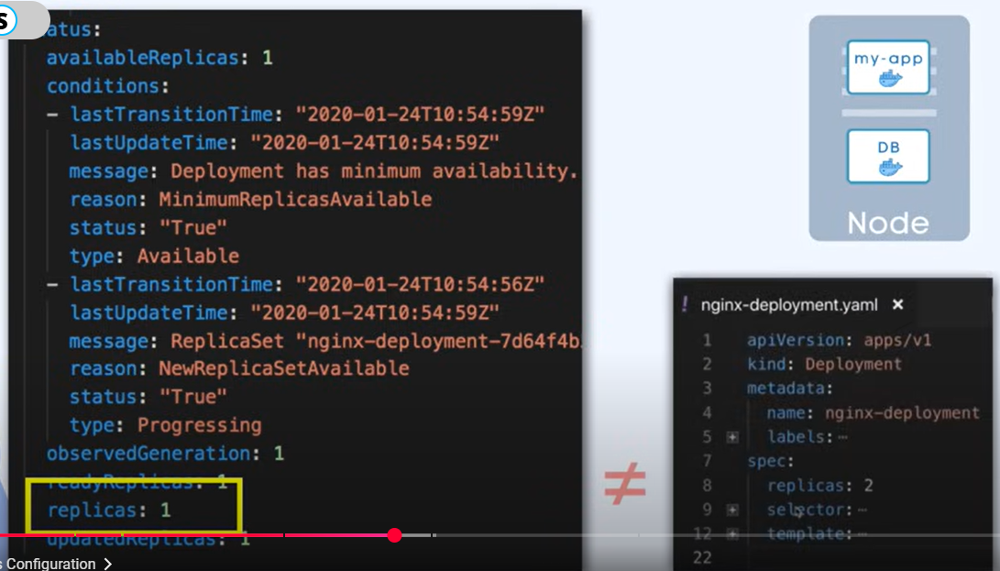 s
atus:
availableReplicas: 1
conditions:
- lastTransitionTime: "2020-01-24T10:54:59Z"
lastUpdateTime: "2020-01-24T10:54:59Z"
message: Deployment has minimum availability.
reason: MinimumReplicasAvailable
status: "True"
type: Available
- lastTransitionTime: "2020-01-24T10:54:56Z"
lastUpdateTime: "2020-01-24T10:54:59Z"
message: ReplicaSet "nginx-deployment-7d64f4b
reason: NewReplicaSetAvailable
status: "True"
type: Progressing
observedGeneration: 1
readyReplicas: 1
replicas: 1
updatedReplicas: 1
s Configuration >
my-app
DB
Node
≠
! nginx-deployment.yaml ×
1 apiVersion: apps/v1
2 kind: Deployment
3 metadata:
4 name: nginx-deployment
5 labels:⋯
7 spec:
8 replicas: 2
9 selector:⋯
12 template:⋯
22